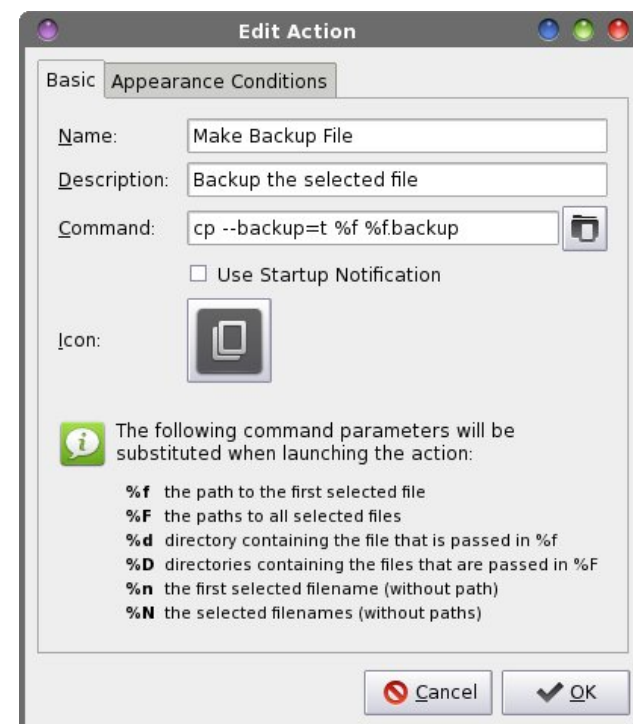 Edit Action
Basic
Appearance Conditions
Name:
Make Backup File
Description:
Backup the selected file
Command:
cp --backup=t %f %f.backup
Use Startup Notification
Icon:
The following command parameters will be
substituted when launching the action:
%f the path to the first selected file
%F the paths to all selected files
%d directory containing the file that is passed in %f
%D directories containing the files that are passed in %F
%n the first selected filename (without path)
%N the selected filenames (without paths)
Cancel
OK